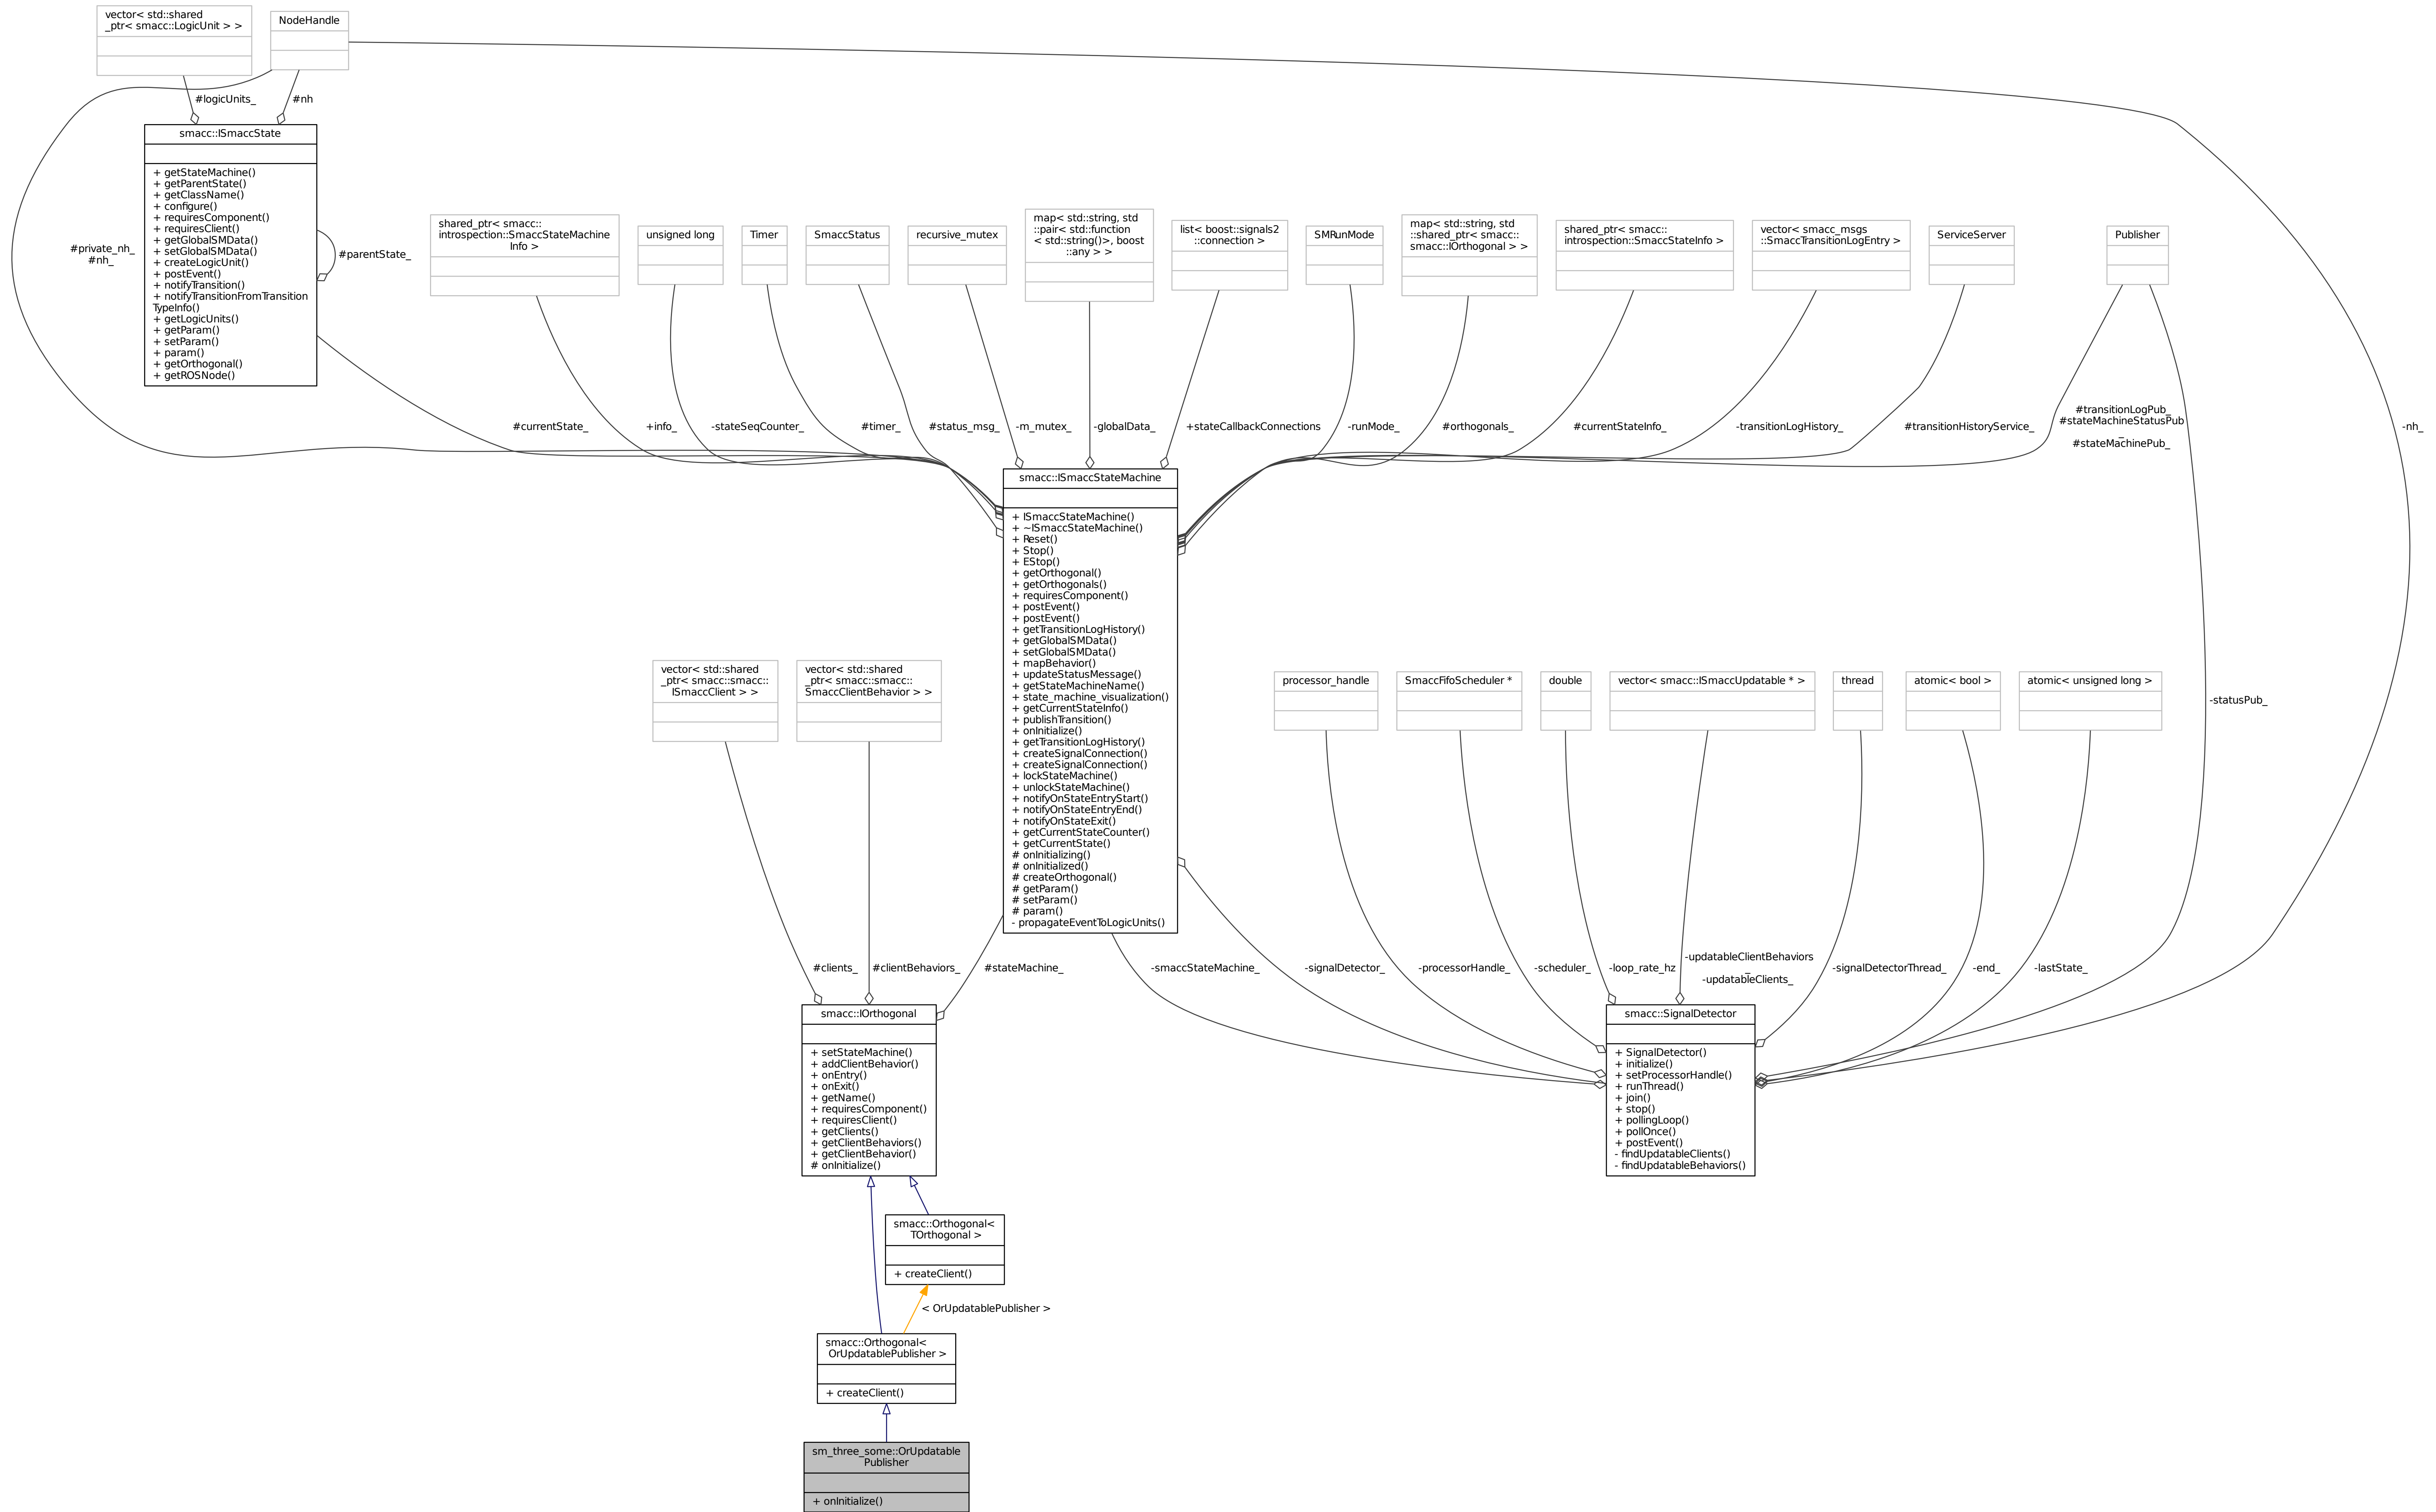 vector< std::shared
_ptr< smacc::LogicUnit > >
NodeHandle
#logicUnits_
#nh
smacc::ISmaccState
+ getStateMachine()
+ getParentState()
+ getClassName()
+ configure()
+ requiresComponent()
+ requiresClient()
+ getGlobalSMData()
+ setGlobalSMData()
+ createLogicUnit()
+ postEvent()
+ notifyTransition()
+ notifyTransitionFromTransition
TypeInfo()
+ getLogicUnits()
+ getParam()
+ setParam()
+ param()
+ getOrthogonal()
+ getROSNode()
#private_nh_
#nh_
#parentState_
shared_ptr< smacc::
introspection::SmaccStateMachine
Info >
unsigned long
Timer
SmaccStatus
recursive_mutex
map< std::string, std
::pair< std::function
< std::string()>, boost
::any > >
list< boost::signals2
::connection >
SMRunMode
map< std::string, std
::shared_ptr< smacc::
smacc::IOrthogonal > >
shared_ptr< smacc::
introspection::SmaccStateInfo >
vector< smacc_msgs
::SmaccTransitionLogEntry >
ServiceServer
Publisher
#currentState_
+info_
-stateSeqCounter_
#timer_
#status_msg_
-m_mutex_
-globalData_
+stateCallbackConnections
-runMode_
#orthogonals_
#currentStateInfo_
-transitionLogHistory_
#transitionHistoryService_
#transitionLogPub_
#stateMachineStatusPub
_
#stateMachinePub_
-nh_
smacc::ISmaccStateMachine
+ ISmaccStateMachine()
+ ~ISmaccStateMachine()
+ Reset()
+ Stop()
+ EStop()
+ getOrthogonal()
+ getOrthogonals()
+ requiresComponent()
+ postEvent()
+ postEvent()
+ getTransitionLogHistory()
+ getGlobalSMData()
+ setGlobalSMData()
+ mapBehavior()
+ updateStatusMessage()
+ getStateMachineName()
+ state_machine_visualization()
+ getCurrentStateInfo()
+ publishTransition()
+ onInitialize()
+ getTransitionLogHistory()
+ createSignalConnection()
+ createSignalConnection()
+ lockStateMachine()
+ unlockStateMachine()
+ notifyOnStateEntryStart()
+ notifyOnStateEntryEnd()
+ notifyOnStateExit()
+ getCurrentStateCounter()
+ getCurrentState()
# onInitializing()
# onInitialized()
# createOrthogonal()
# getParam()
# setParam()
# param()
- propagateEventToLogicUnits()
vector< std::shared
_ptr< smacc::smacc::
ISmaccClient > >
vector< std::shared
_ptr< smacc::smacc::
SmaccClientBehavior > >
processor_handle
SmaccFifoScheduler *
double
vector< smacc::ISmaccUpdatable * >
thread
atomic< bool >
atomic< unsigned long >
-statusPub_
#clients_
#clientBehaviors_
#stateMachine_
-smaccStateMachine_
-signalDetector_
-processorHandle_
-scheduler_
-loop_rate_hz
-updatableClientBehaviors
_
-updatableClients_
-signalDetectorThread_
-end_
-lastState_
smacc::IOrthogonal
+ setStateMachine()
+ addClientBehavior()
+ onEntry()
+ onExit()
+ getName()
+ requiresComponent()
+ requiresClient()
+ getClients()
+ getClientBehaviors()
+ getClientBehavior()
# onInitialize()
smacc::SignalDetector
+ SignalDetector()
+ initialize()
+ setProcessorHandle()
+ runThread()
+ join()
+ stop()
+ pollingLoop()
+ pollOnce()
+ postEvent()
- findUpdatableClients()
- findUpdatableBehaviors()
smacc::Orthogonal<
TOrthogonal >
+ createClient()
< OrUpdatablePublisher >
smacc::Orthogonal<
OrUpdatablePublisher >
+ createClient()
sm_three_some::OrUpdatable
Publisher
+ onInitialize()